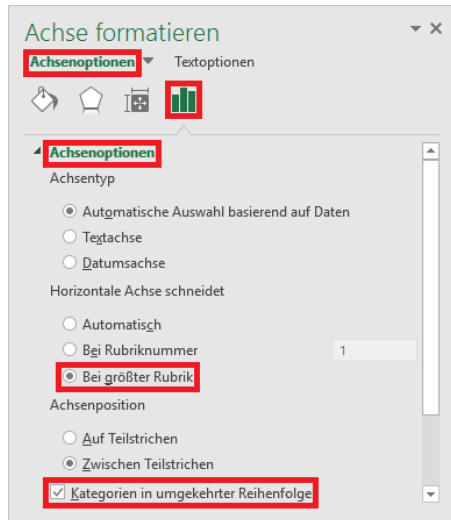 Achse formatieren
Achsenoptionen Textoptionen
Achsenoptionen
Achsentyp
Automatische Auswahl basierend auf Daten
Textachse
Datumsachse
Horizontale Achse schneidet
Automatisch
Bei Rubriknummer 1
Bei größter Rubrik
Achsenposition
Auf Teilstrichen
Zwischen Teilstrichen
Kategorien in umgekehrter Reihenfolge